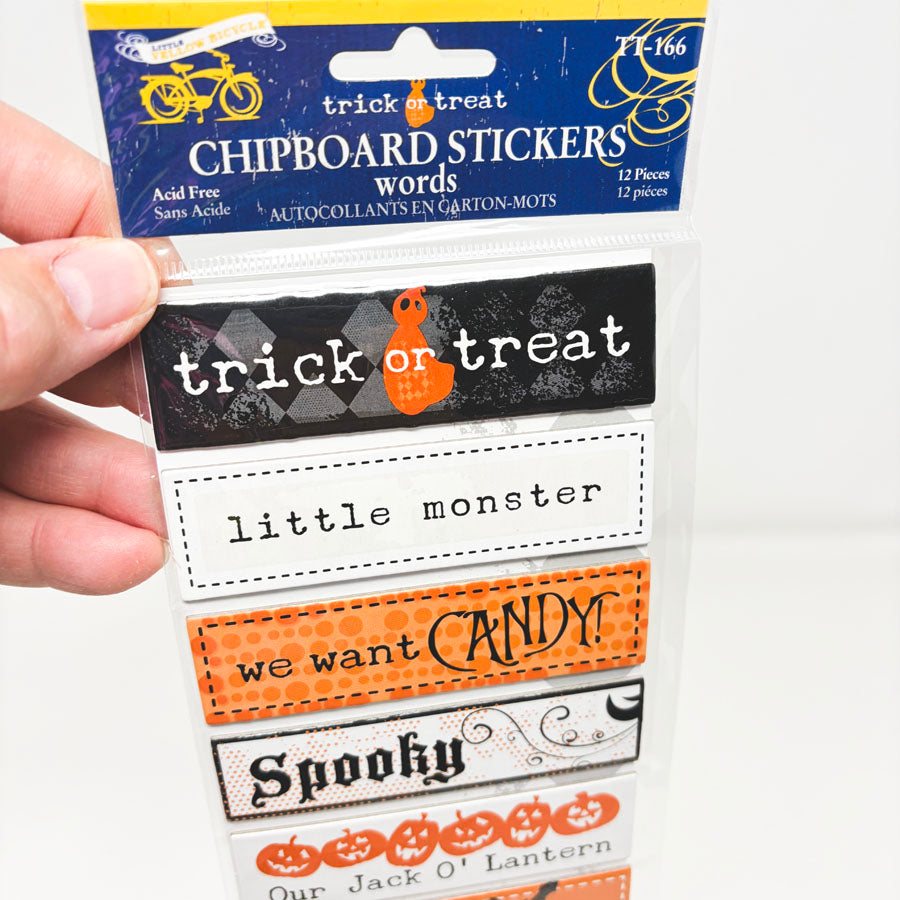 LITTLE
YELLOW BICYCLE
TT-166
trick or treat
CHIPBOARD STICKERS
words
Acid Free
Sans Acide
12 Pieces
12 piéces
AUTOCOLLANTS EN CARTON-MOTS
trick or treat
little monster
we want CANDY!
Spooky
Our Jack O' Lantern